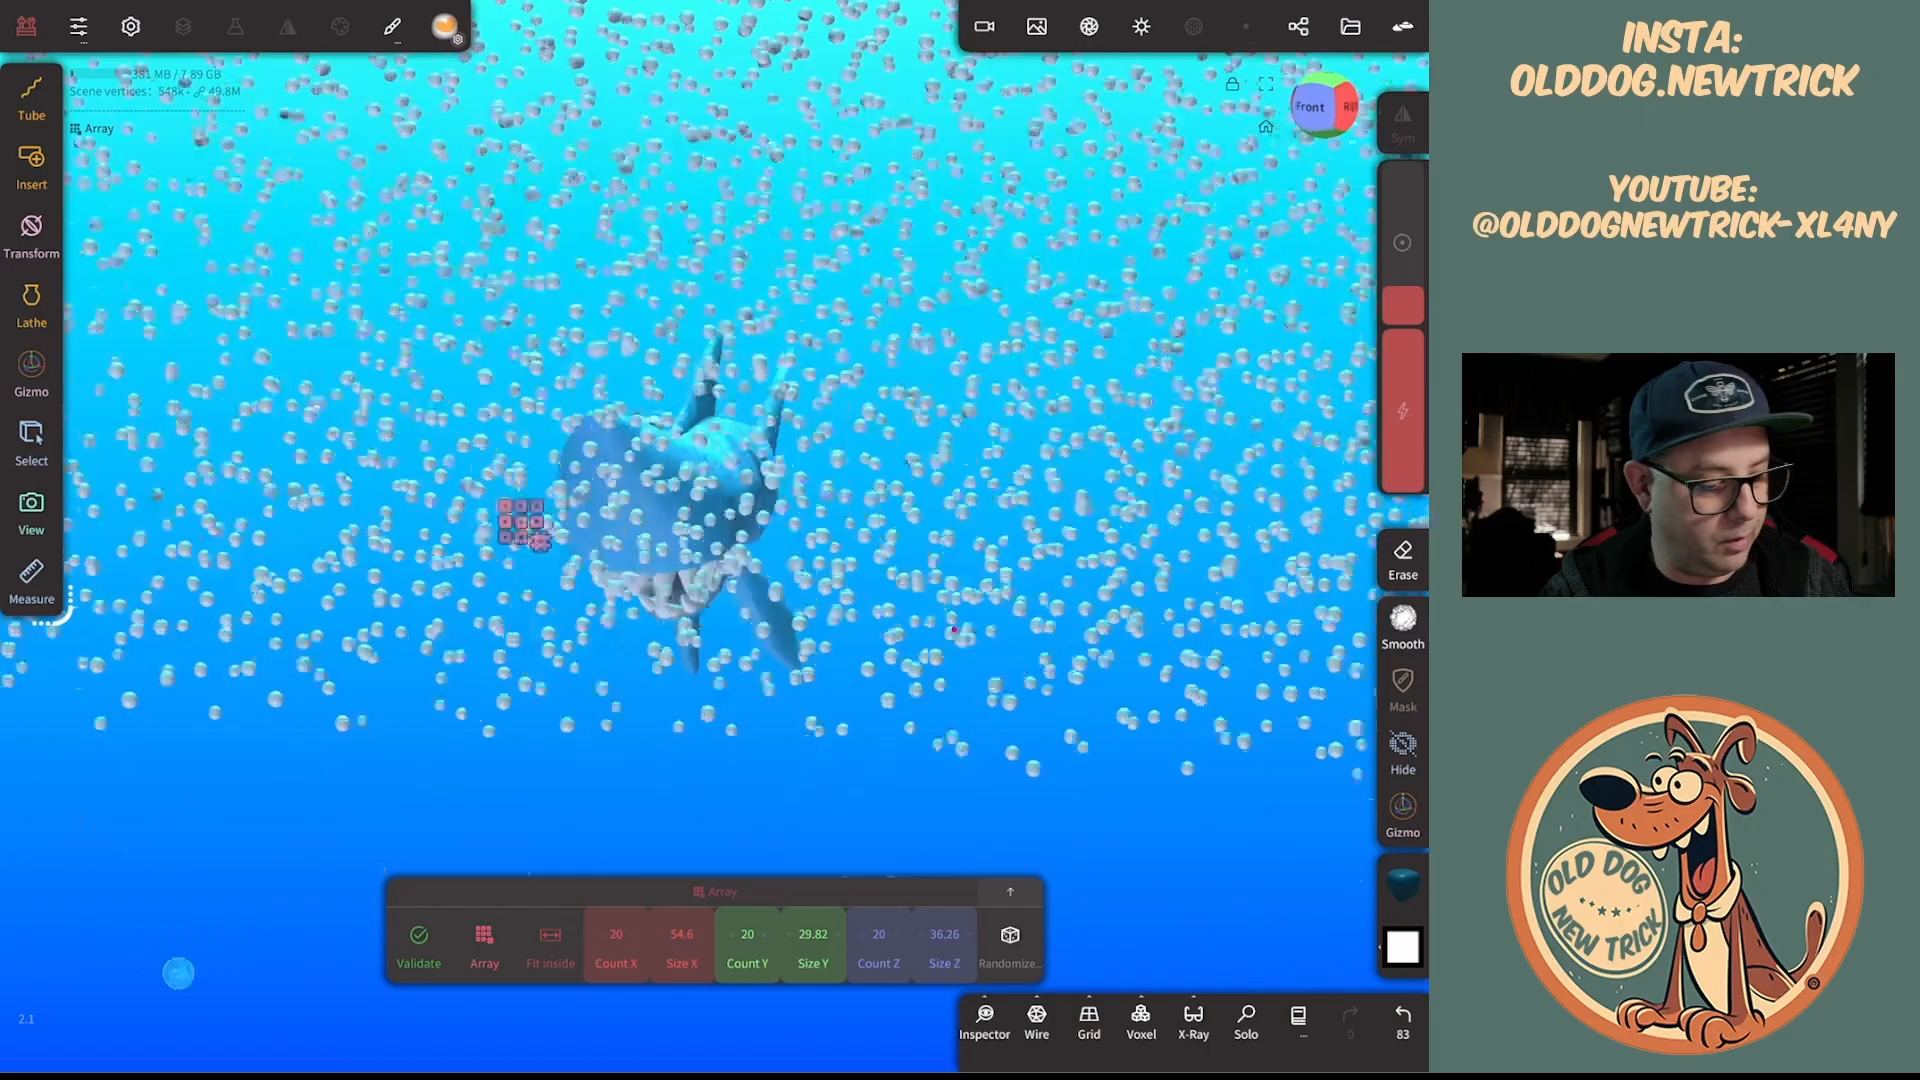 INSTA:
OLDDOG.NEWTRICK
YOUTUBE:
@OLDDOGNEWTRICK-XL4NY
381 MB / 7.89 GB
Scene vertices: 548k • 49.8M
Array
Tube
Insert
Transform
Lathe
Gizmo
Select
View
Measure
Front
Sym
Erase
Smooth
Mask
Hide
Gizmo
Array
Validate
Array
Fit inside
20
Count X
54.6
Size X
20
Count Y
29.82
Size Y
20
Count Z
36.26
Size Z
Randomize...
2.1
Inspector
Wire
Grid
Voxel
X-Ray
Solo
...
0
83
OLD DOG
NEW TRICK